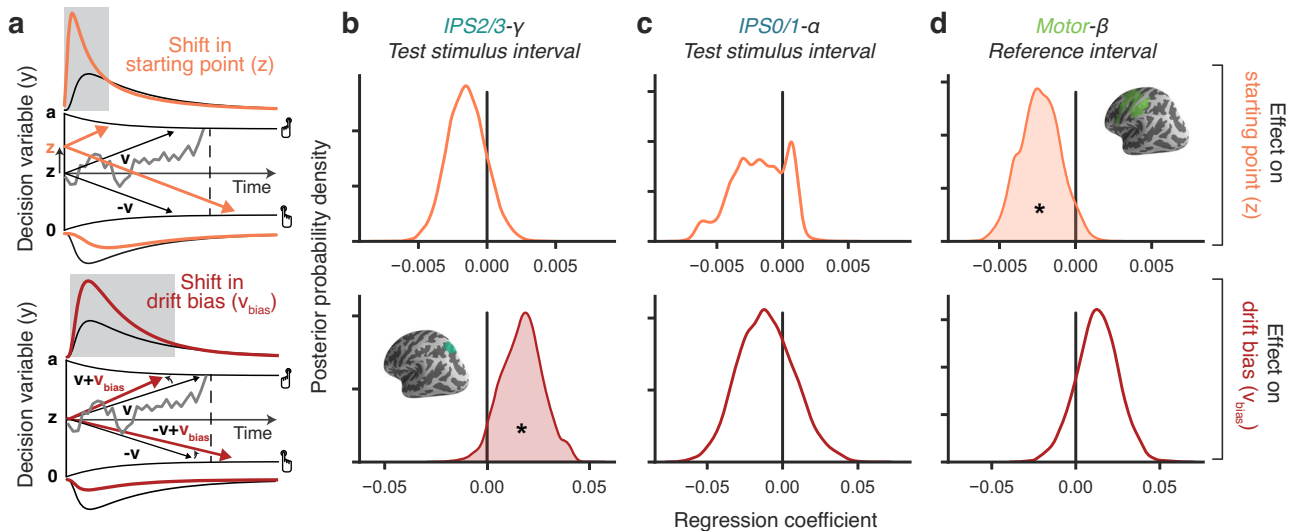 a
Shift in
starting point (z)
Decision variable (y)
a
z
z
0
v
-v
Time
Shift in
drift bias (vbias)
Decision variable (y)
a
z
0
v+vbias
v
-v+vbias
-v
Time
b
IPS2/3-γ
Test stimulus interval
c
IPS0/1-α
Test stimulus interval
d
Motor-β
Reference interval
Posterior probability density
−0.005 0.000 0.005
−0.005 0.000 0.005
*
−0.005 0.000 0.005
Effect on
starting point (z)
*
−0.05 0.00 0.05
−0.05 0.00 0.05
−0.05 0.00 0.05
Effect on
drift bias (vbias)
Regression coefficient